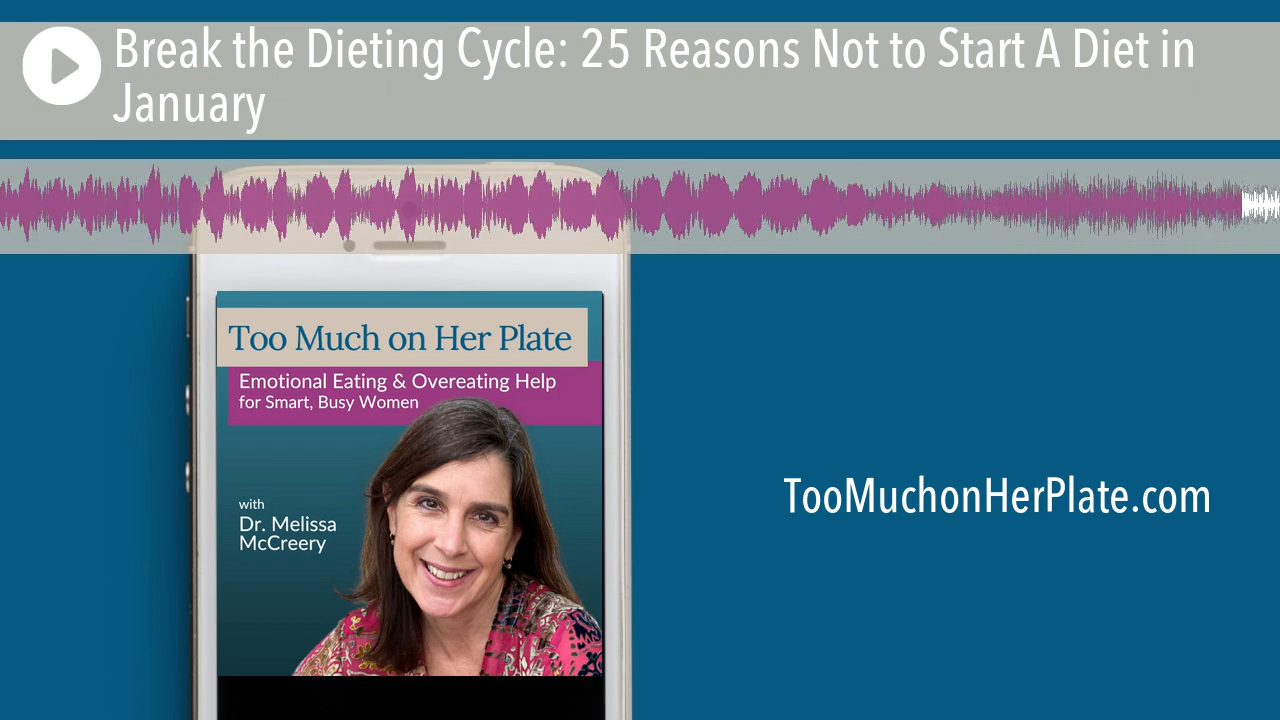 Break the Dieting Cycle: 25 Reasons Not to Start A Diet in
January
Too Much on Her Plate
Emotional Eating & Overeating Help
for Smart, Busy Women
with
Dr. Melissa
McCreery
TooMuchonHerPlate.com